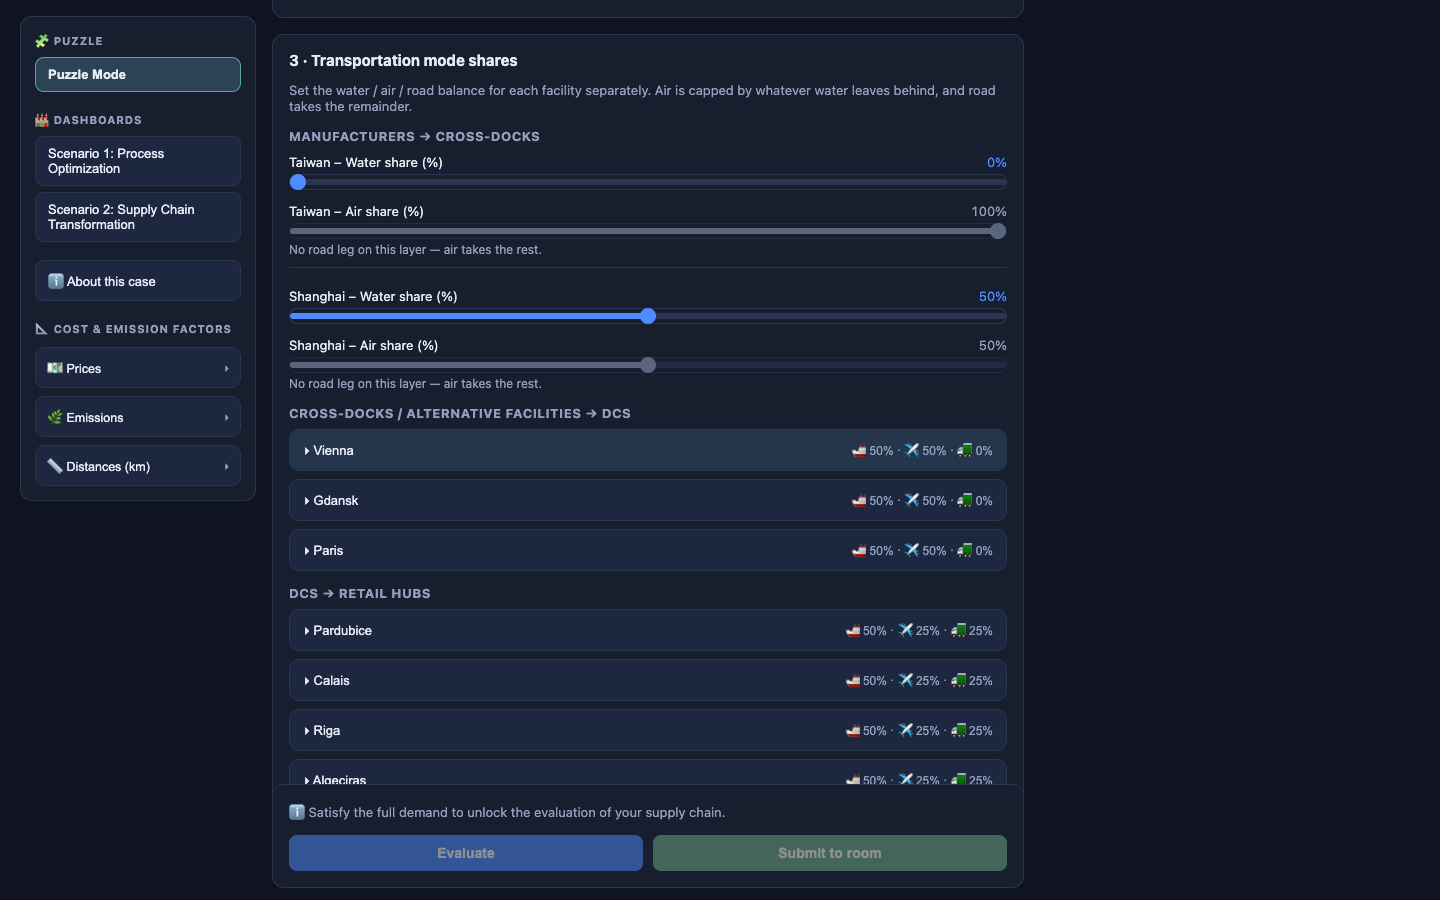 PUZZLE
Puzzle Mode
DASHBOARDS
Scenario 1: Process
Optimization
Scenario 2: Supply Chain
Transformation
About this case
COST & EMISSION FACTORS
Prices
Emissions
Distances (km)
3 · Transportation mode shares
Set the water / air / road balance for each facility separately. Air is capped by whatever water leaves behind, and road
takes the remainder.
MANUFACTURERS → CROSS-DOCKS
Taiwan – Water share (%) 0%
Taiwan – Air share (%) 100%
No road leg on this layer — air takes the rest.
Shanghai – Water share (%) 50%
Shanghai – Air share (%) 50%
No road leg on this layer — air takes the rest.
CROSS-DOCKS / ALTERNATIVE FACILITIES → DCS
Vienna 50% · 50% · 0%
Gdansk 50% · 50% · 0%
Paris 50% · 50% · 0%
DCS → RETAIL HUBS
Pardubice 50% · 25% · 25%
Calais 50% · 25% · 25%
Riga 50% · 25% · 25%
Algeciras 50% · 25% · 25%
Satisfy the full demand to unlock the evaluation of your supply chain.
Evaluate
Submit to room